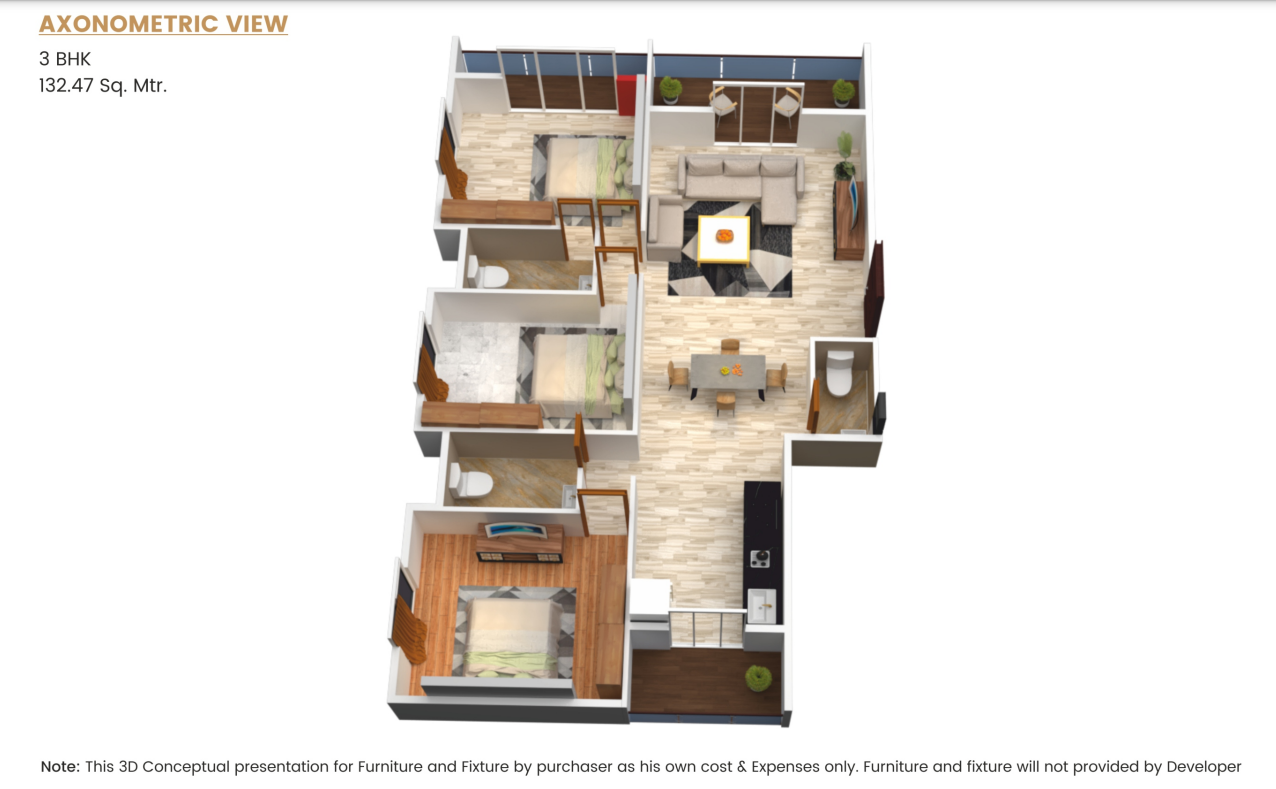 AXONOMETRIC VIEW
3 BHK
132.47 Sq. Mtr.
Note: This 3D Conceptual presentation for Furniture and Fixture by purchaser as his own cost & Expenses only. Furniture and fixture will not provided by Developer